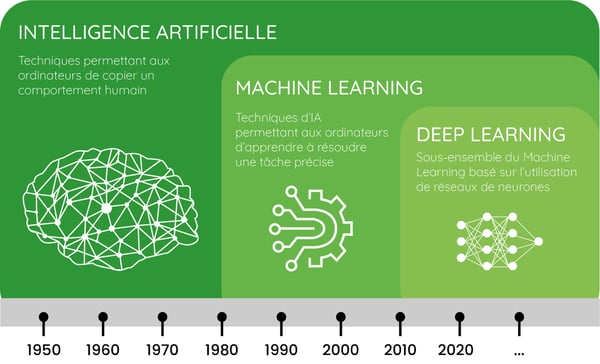 INTELLIGENCE ARTIFICIELLE
Techniques permettant aux
ordinateurs de copier un
comportement humain
MACHINE LEARNING
Techniques d'IA
permettant aux ordinateurs
d'apprendre à résoudre
une tâche précise
DEEP LEARNING
Sous-ensemble du Machine
Learning basé sur l'utilisation
de réseaux de neurones
1950 1960 1970 1980 1990 2000 2010 2020 ...